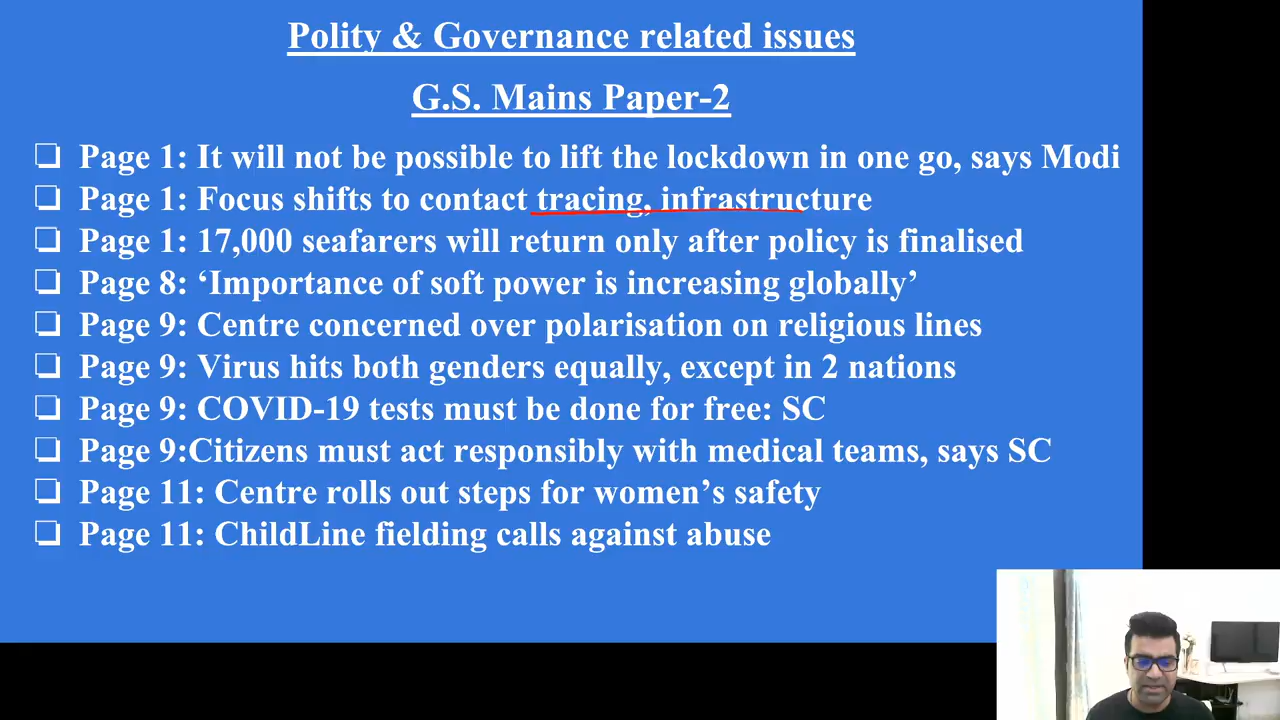 Polity & Governance related issues
G.S. Mains Paper-2
❏ Page 1: It will not be possible to lift the lockdown in one go, says Modi
❏ Page 1: Focus shifts to contact tracing, infrastructure
❏ Page 1: 17,000 seafarers will return only after policy is finalised
❏ Page 8: ‘Importance of soft power is increasing globally’
❏ Page 9: Centre concerned over polarisation on religious lines
❏ Page 9: Virus hits both genders equally, except in 2 nations
❏ Page 9: COVID-19 tests must be done for free: SC
❏ Page 9:Citizens must act responsibly with medical teams, says SC
❏ Page 11: Centre rolls out steps for women’s safety
❏ Page 11: ChildLine fielding calls against abuse